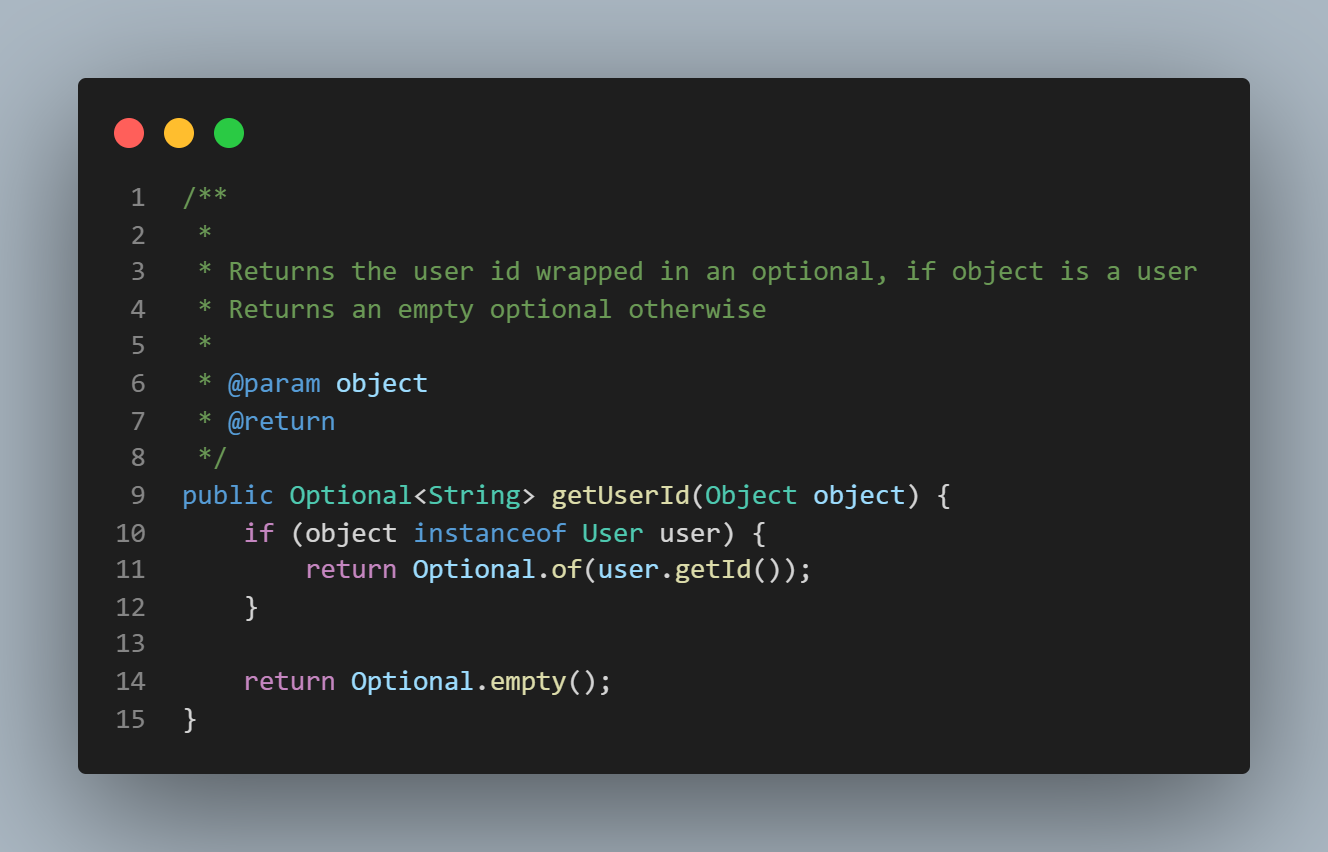 1 /**
2  *
3  * Returns the user id wrapped in an optional, if object is a user
4  * Returns an empty optional otherwise
5  *
6  * @param object
7  * @return
8  */
9 public Optional<String> getUserId(Object object) {
10     if (object instanceof User user) {
11         return Optional.of(user.getId());
12     }
13
14     return Optional.empty();
15 }